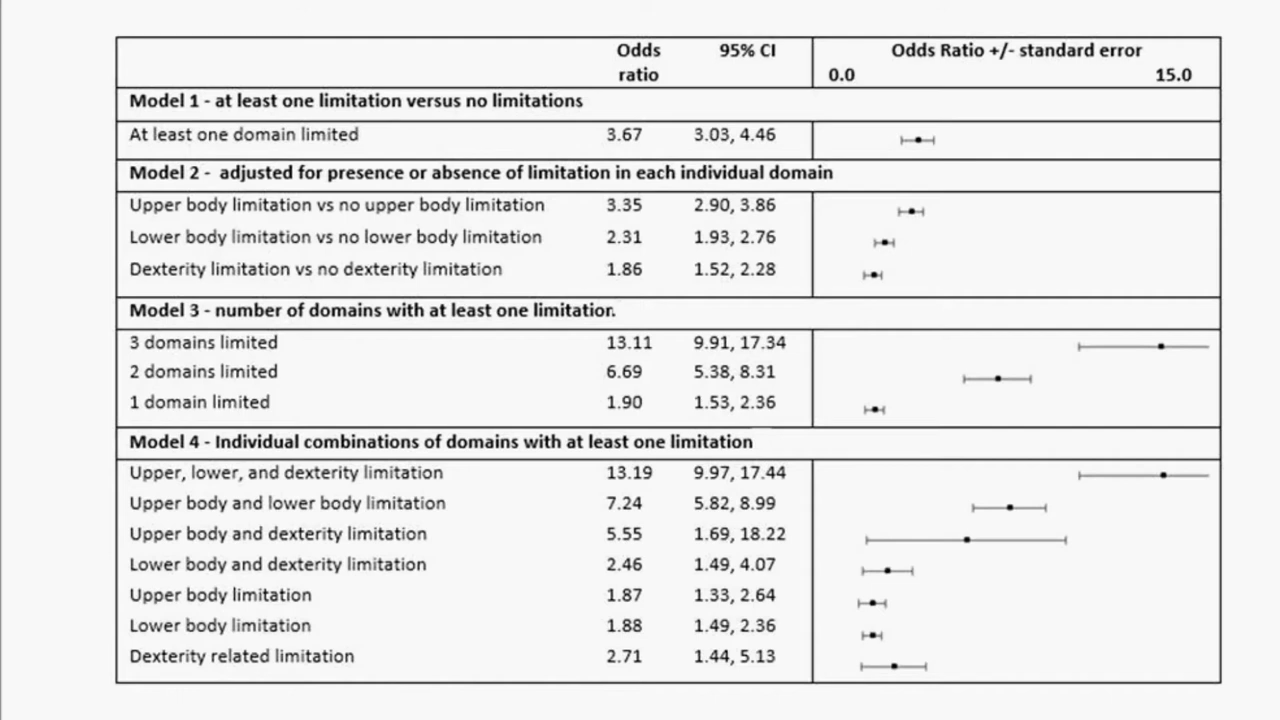 Odds ratio 95% CI Odds Ratio +/- standard error
0.0 15.0
Model 1 - at least one limitation versus no limitations
At least one domain limited 3.67 3.03, 4.46
Model 2 - adjusted for presence or absence of limitation in each individual domain
Upper body limitation vs no upper body limitation 3.35 2.90, 3.86
Lower body limitation vs no lower body limitation 2.31 1.93, 2.76
Dexterity limitation vs no dexterity limitation 1.86 1.52, 2.28
Model 3 - number of domains with at least one limitatior.
3 domains limited 13.11 9.91, 17.34
2 domains limited 6.69 5.38, 8.31
1 domain limited 1.90 1.53, 2.36
Model 4 - Individual combinations of domains with at least one limitation
Upper, lower, and dexterity limitation 13.19 9.97, 17.44
Upper body and lower body limitation 7.24 5.82, 8.99
Upper body and dexterity limitation 5.55 1.69, 18.22
Lower body and dexterity limitation 2.46 1.49, 4.07
Upper body limitation 1.87 1.33, 2.64
Lower body limitation 1.88 1.49, 2.36
Dexterity related limitation 2.71 1.44, 5.13